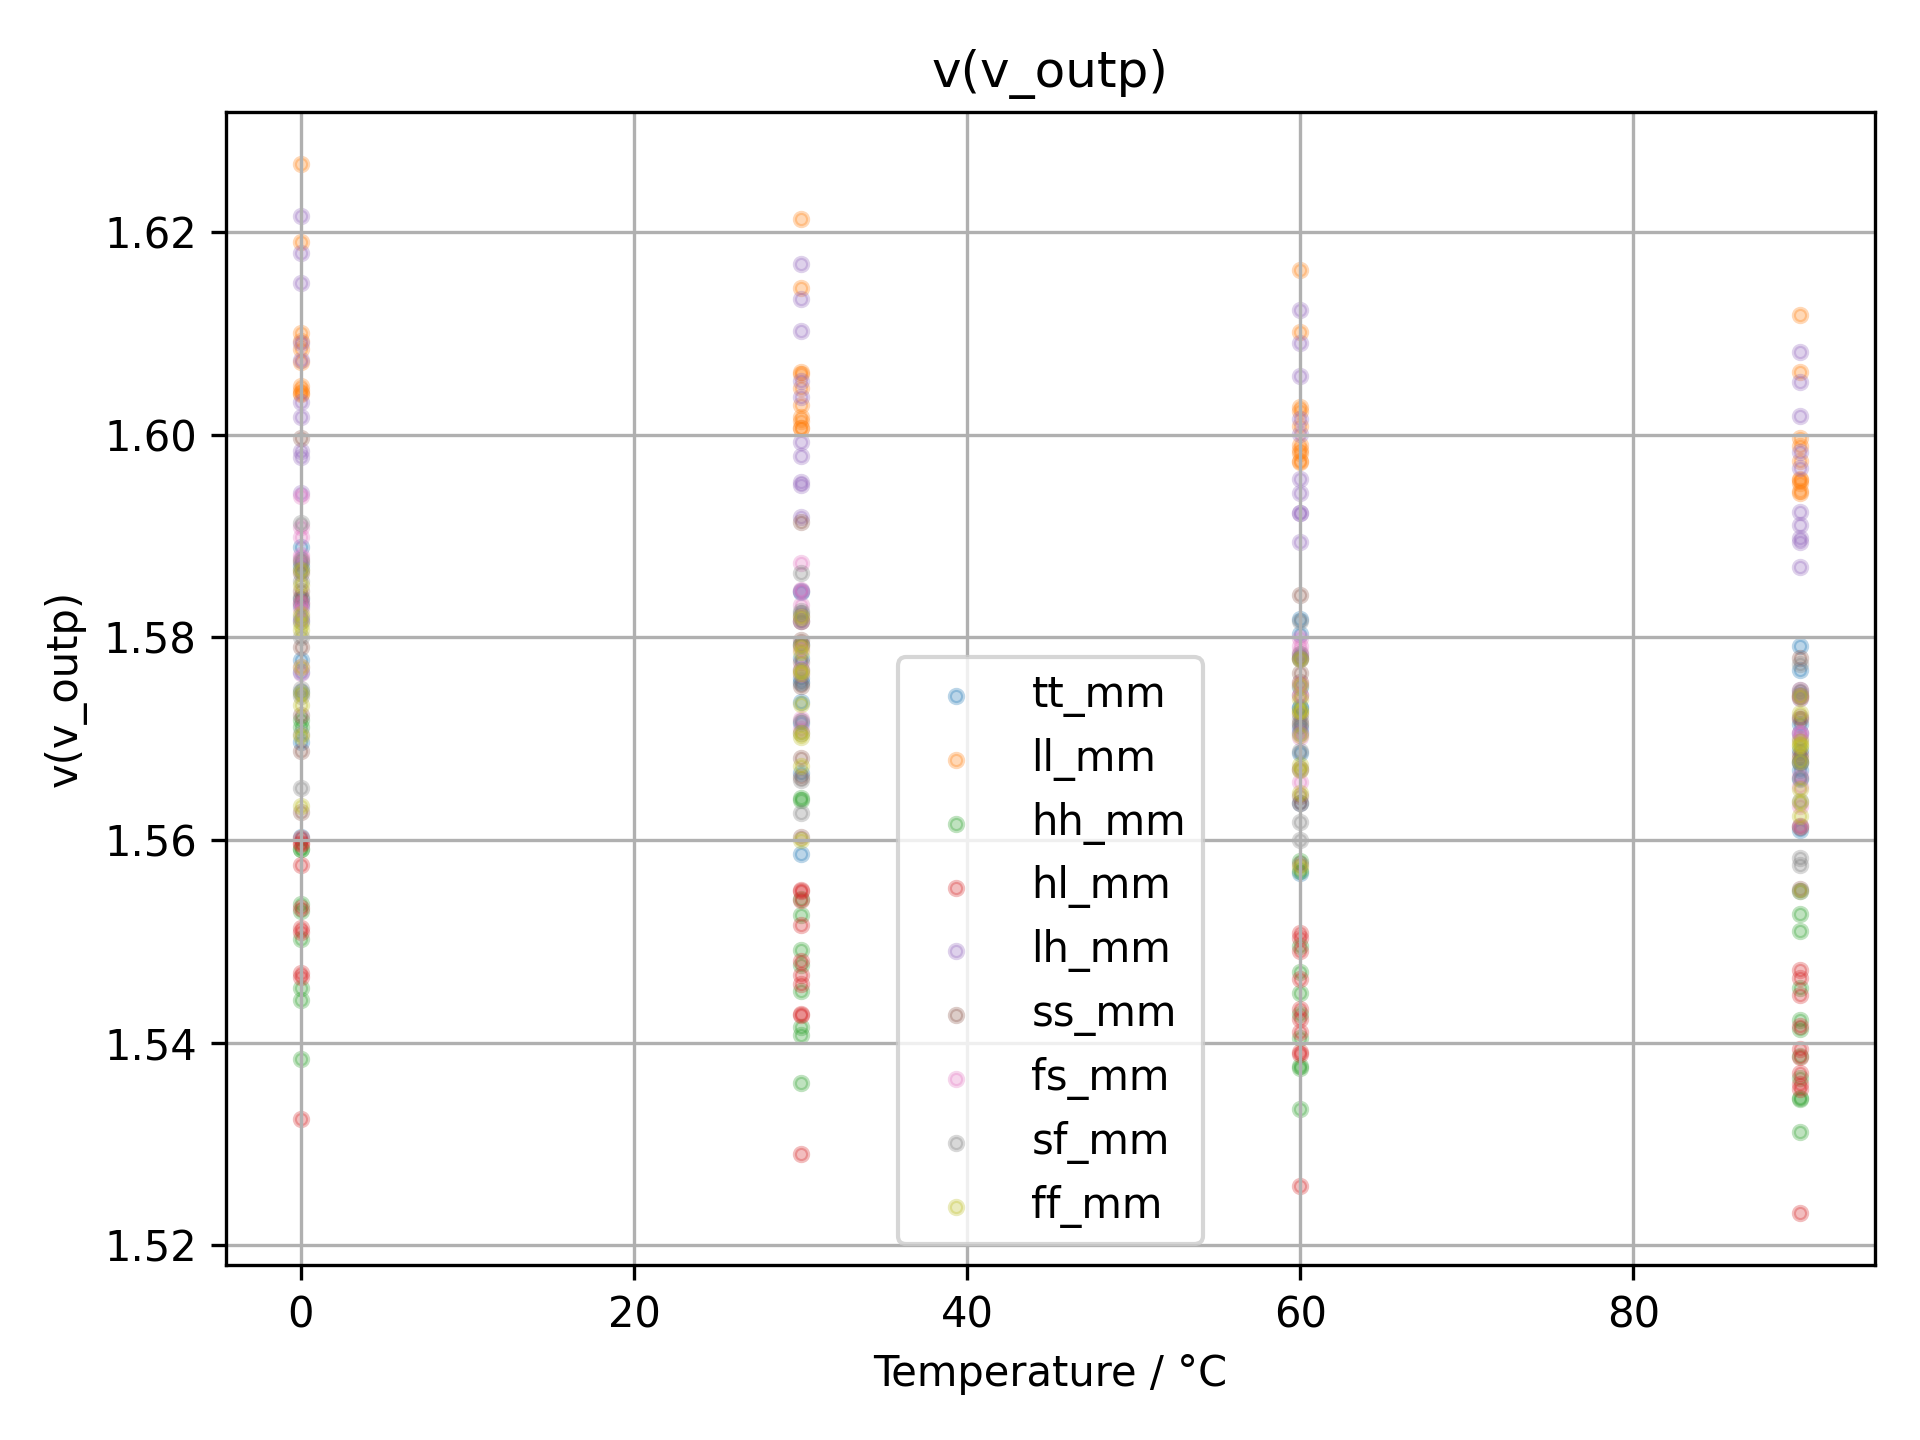 v(v_outp)
v(v_outp)
1.62
1.60
1.58
1.56
1.54
1.52
tt_mm
ll_mm
hh_mm
hl_mm
lh_mm
ss_mm
fs_mm
sf_mm
ff_mm
0 20 40 60 80
Temperature / °C